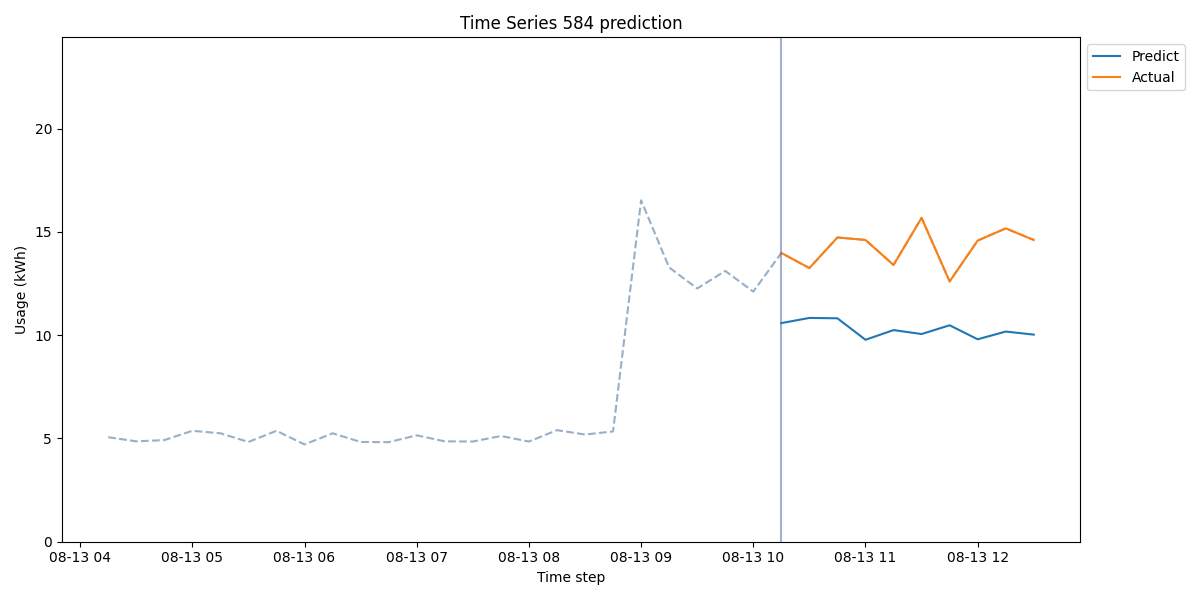 Time Series 584 prediction
Predict
Actual
Usage (kWh)
20
15
10
5
0
08-13 04 08-13 05 08-13 06 08-13 07 08-13 08 08-13 09 08-13 10 08-13 11 08-13 12
Time step